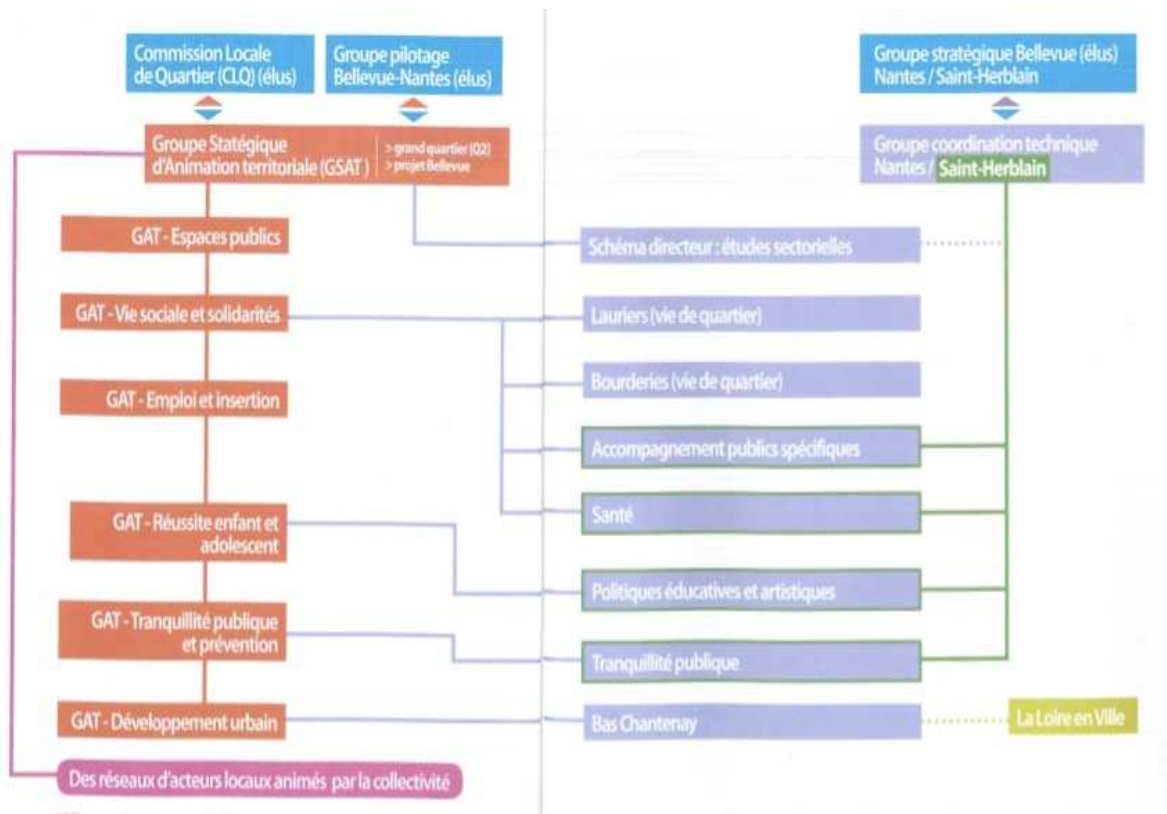 Commission Locale
de Quartier (CLQ) (élus)
Groupe pilotage
Bellevue-Nantes (élus)
Groupe stratégique Bellevue (élus)
Nantes / Saint-Herblain
Groupe Statégique
d'Animation territoriale (GSAT )
> grand quartier (Q2)
> projet Bellevue
Groupe coordination technique
Nantes / Saint-Herblain
GAT - Espaces publics
Schéma directeur : études sectorielles
GAT - Vie sociale et solidarités
Lauriers (vie de quartier)
Bourderies (vie de quartier)
GAT - Emploi et insertion
Accompagnement publics spécifiques
Santé
GAT - Réussite enfant et
adolescent
Politiques éducatives et artistiques
GAT - Tranquillité publique
et prévention
Tranquillité publique
GAT - Développement urbain
Bas Chantenay
La Loire en Ville
Des réseaux d'acteurs locaux animés par la collectivité